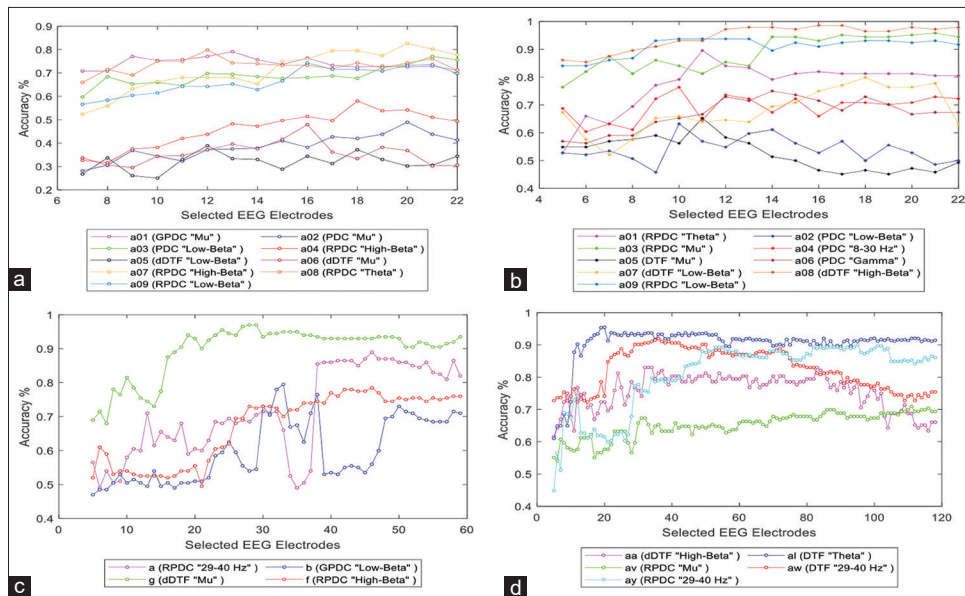 0.9
0.8
0.7
0.6
0.5
0.4
0.3
0.2
Accuracy %
6 8 10 12 14 16 18 20 22
Selected EEG Electrodes
a01 (GPDC "Mu" ) a02 (PDC "Mu" )
a03 (PDC "Low-Beta" ) a04 (RPDC "High-Beta" )
a05 (dDTF "Low-Beta" ) a06 (dDTF "Mu" )
a07 (RPDC "High-Beta" ) a08 (RPDC "Theta" )
a09 (RPDC "Low-Beta" )
a
1
0.9
0.8
0.7
0.6
0.5
0.4
Accuracy %
4 6 8 10 12 14 16 18 20 22
Selected EEG Electrodes
a01 (RPDC "Theta" ) a02 (PDC "Low-Beta" )
a03 (RPDC "Mu" ) a04 (PDC "8-30 Hz" )
a05 (DTF "Mu" ) a06 (PDC "Gamma" )
a07 (dDTF "Low-Beta" ) a08 (dDTF "High-Beta" )
a09 (RPDC "Low-Beta" )
b
1
0.9
0.8
0.7
0.6
0.5
0.4
Accuracy %
0 10 20 30 40 50 60
Selected EEG Electrodes
a (RPDC "29-40 Hz" ) b (GPDC "Low-Beta" )
g (dDTF "Mu" ) f (RPDC "High-Beta" )
c
1
0.9
0.8
0.7
0.6
0.5
0.4
Accuracy %
0 20 40 60 80 100 120
Selected EEG Electrodes
aa (dDTF "High-Beta" ) al (DTF "Theta" )
av (RPDC "Mu" ) aw (DTF "29-40 Hz" )
ay (RPDC "29-40 Hz" )
d